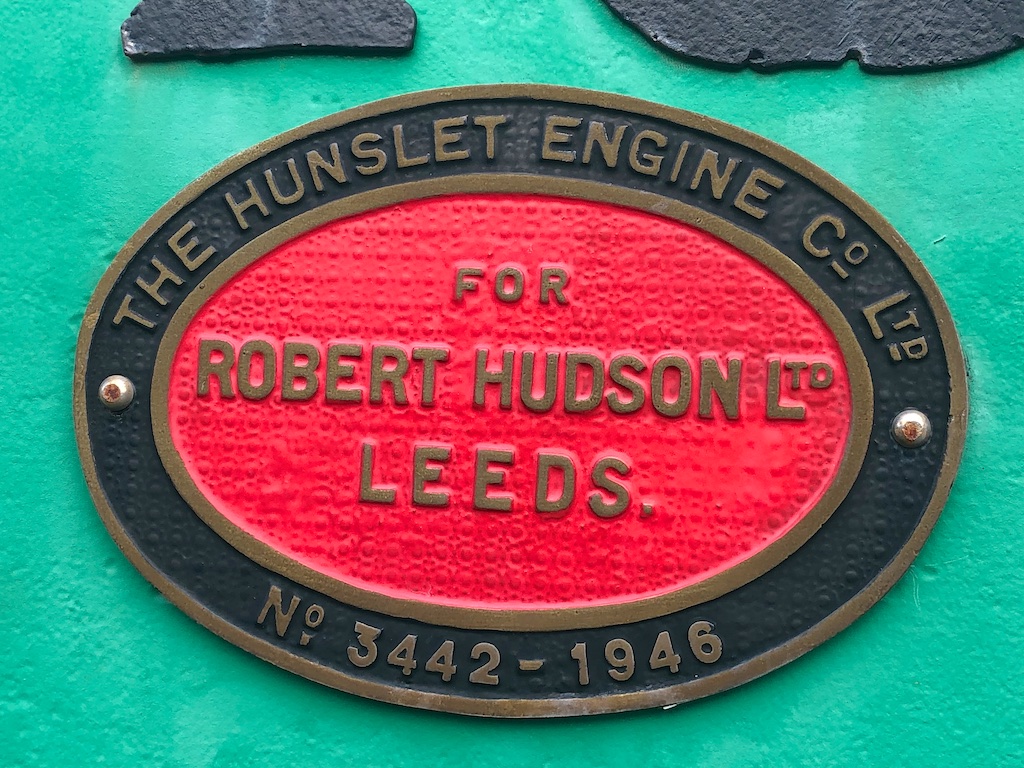 THE HUNSLET ENGINE Cº LTD
FOR
ROBERT HUDSON LTD
LEEDS.
Nº 3442-1946